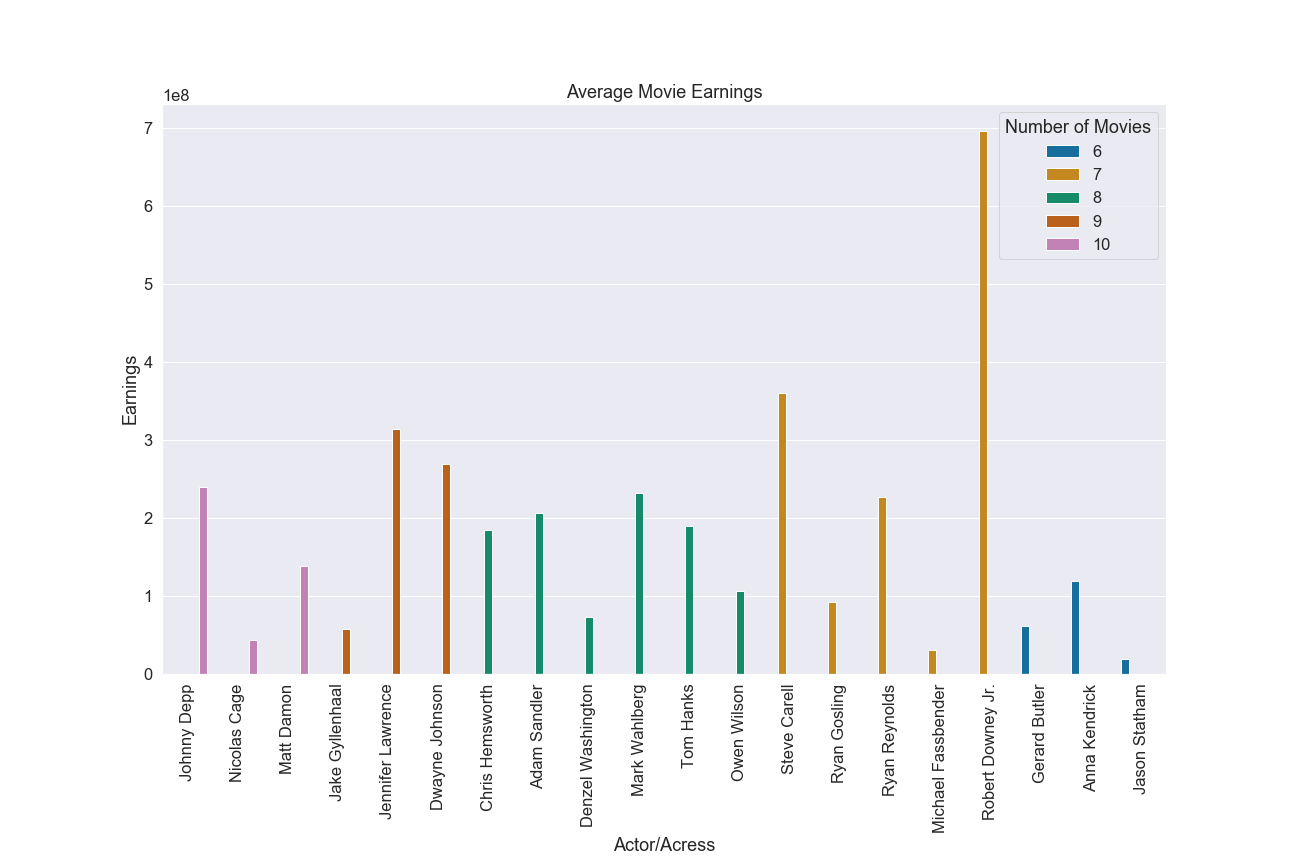 Average Movie Earnings
1e8
7
6
5
4
3
2
1
0
Earnings
Number of Movies
6
7
8
9
10
Johnny Depp
Nicolas Cage
Matt Damon
Jake Gyllenhaal
Jennifer Lawrence
Dwayne Johnson
Chris Hemsworth
Adam Sandler
Denzel Washington
Mark Wahlberg
Tom Hanks
Owen Wilson
Steve Carell
Ryan Gosling
Ryan Reynolds
Michael Fassbender
Robert Downey Jr.
Gerard Butler
Anna Kendrick
Jason Statham
Actor/Acress